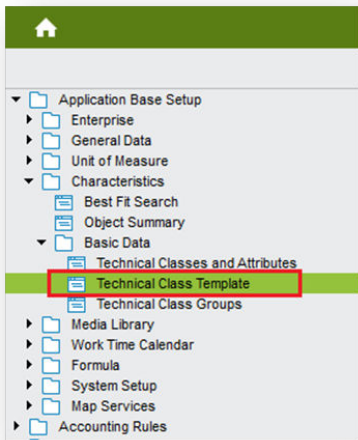 Application Base Setup
Enterprise
General Data
Unit of Measure
Characteristics
Best Fit Search
Object Summary
Basic Data
Technical Classes and Attributes
Technical Class Template
Technical Class Groups
Media Library
Work Time Calendar
Formula
System Setup
Map Services
Accounting Rules